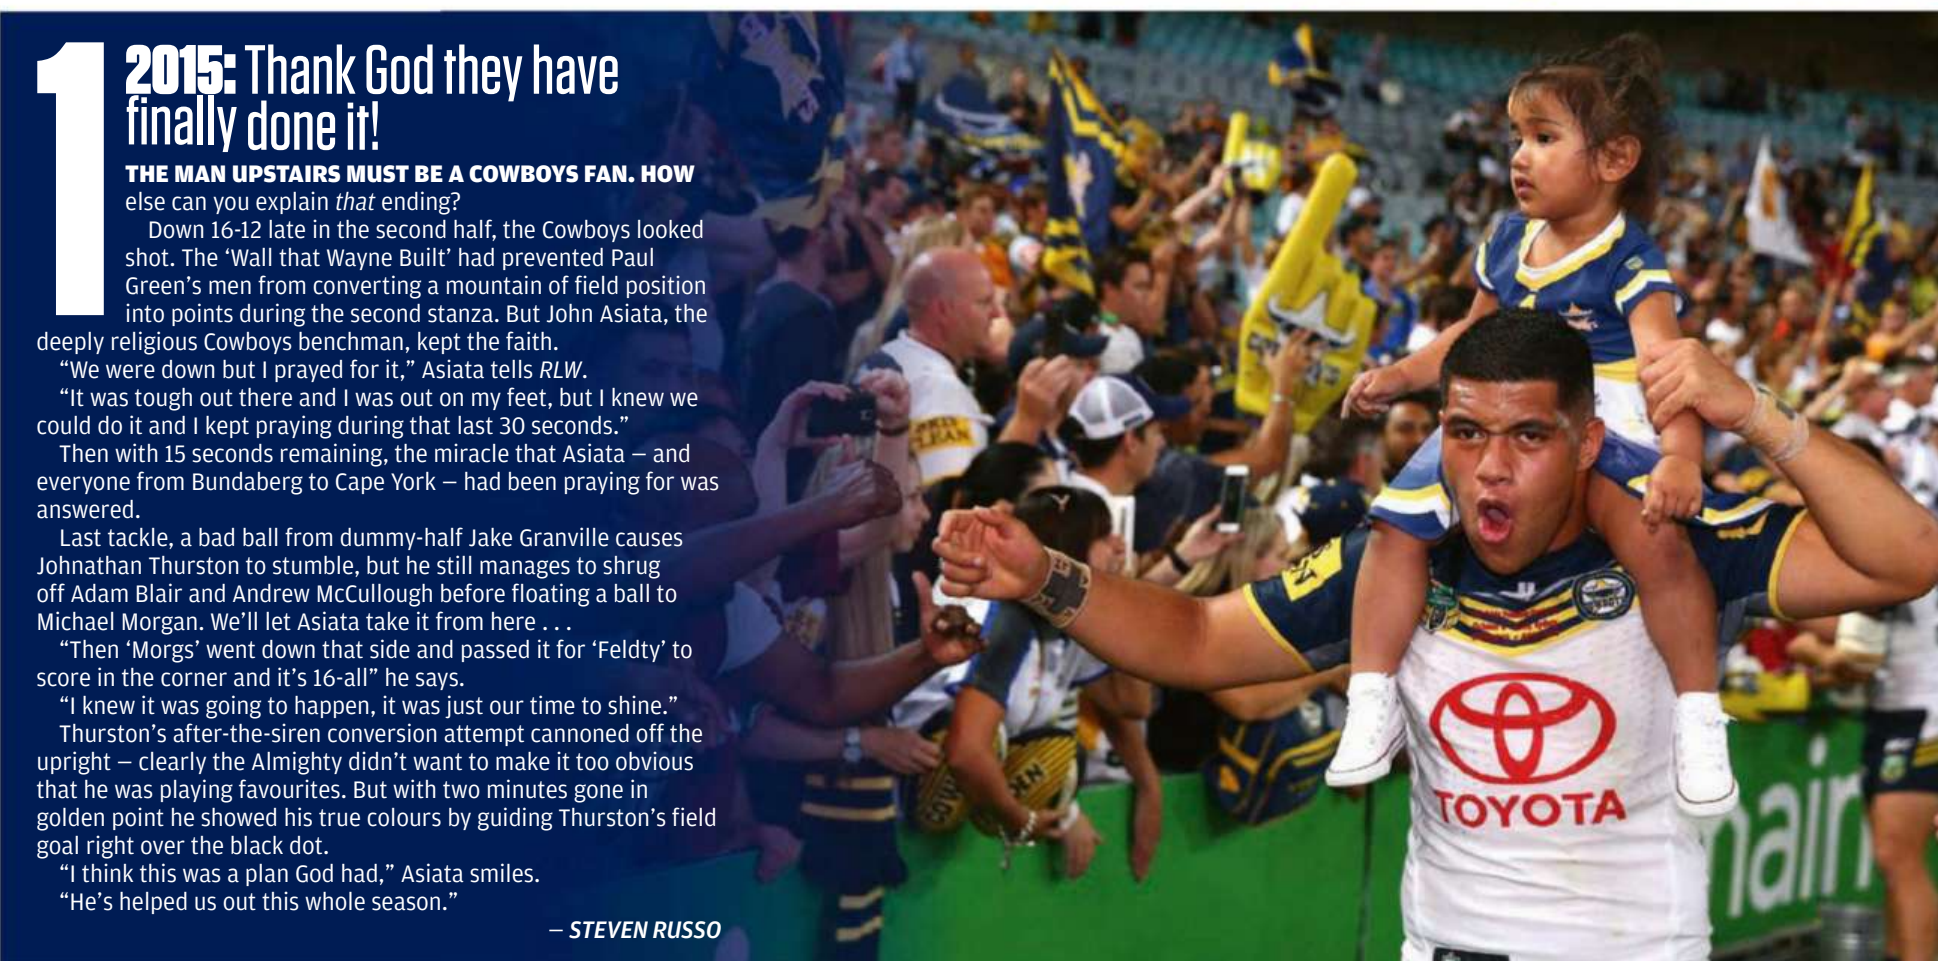 1
2015: Thank God they have
finally done it!
THE MAN UPSTAIRS MUST BE A COWBOYS FAN. HOW
else can you explain that ending?
Down 16-12 late in the second half, the Cowboys looked
shot. The ‘Wall that Wayne Built’ had prevented Paul
Green’s men from converting a mountain of field position
into points during the second stanza. But John Asiata, the
deeply religious Cowboys benchman, kept the faith.
“We were down but I prayed for it,” Asiata tells RLW.
“It was tough out there and I was out on my feet, but I knew we
could do it and I kept praying during that last 30 seconds.”
Then with 15 seconds remaining, the miracle that Asiata – and
everyone from Bundaberg to Cape York – had been praying for was
answered.
Last tackle, a bad ball from dummy-half Jake Granville causes
Johnathan Thurston to stumble, but he still manages to shrug
off Adam Blair and Andrew McCullough before floating a ball to
Michael Morgan. We’ll let Asiata take it from here . . .
“Then ‘Morgs’ went down that side and passed it for ‘Feldty’ to
score in the corner and it’s 16-all” he says.
“I knew it was going to happen, it was just our time to shine.”
Thurston’s after-the-siren conversion attempt cannoned off the
upright – clearly the Almighty didn’t want to make it too obvious
that he was playing favourites. But with two minutes gone in
golden point he showed his true colours by guiding Thurston’s field
goal right over the black dot.
“I think this was a plan God had,” Asiata smiles.
“He’s helped us out this whole season.”
– STEVEN RUSSO
CLEAN
TOYOTA
nain